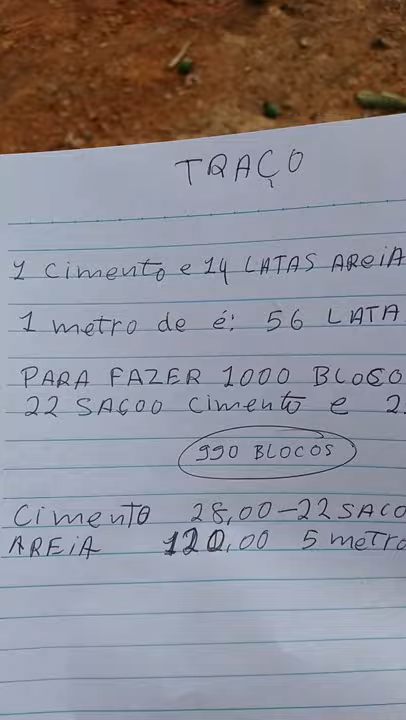 TRAÇO
1 cimento e 14 LATAS AREIA
1 metro de é: 56 LATA
PARA FAZER 1000 BLOCO
22 SACOO cimento e 2
990 BLOCOS
Cimento 28,00-22 SACO
AREIA 120,00 5 metro